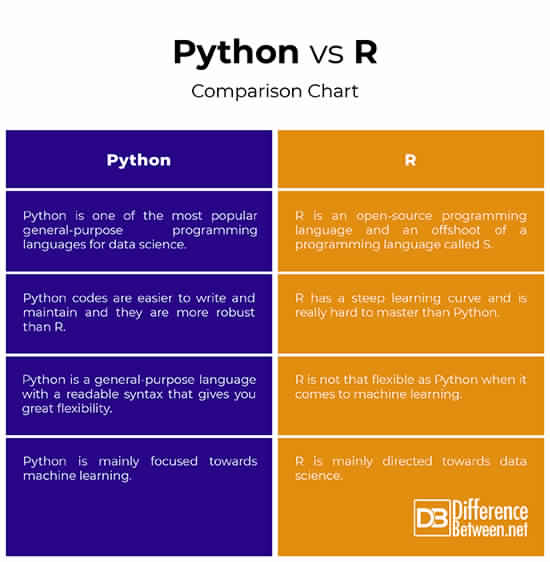 Python vs R
Comparison Chart
Python
R
Python is one of the most popular
general-purpose programming
languages for data science.
R is an open-source programming
language and an offshoot of a
programming language called S.
Python codes are easier to write and
maintain and they are more robust
than R.
R has a steep learning curve and is
really hard to master than Python.
Python is a general-purpose language
with a readable syntax that gives you
great flexibility.
R is not that flexible as Python when it
comes to machine learning.
Python is mainly focused towards
machine learning.
R is mainly directed towards data
science.
DB Difference
Between.net